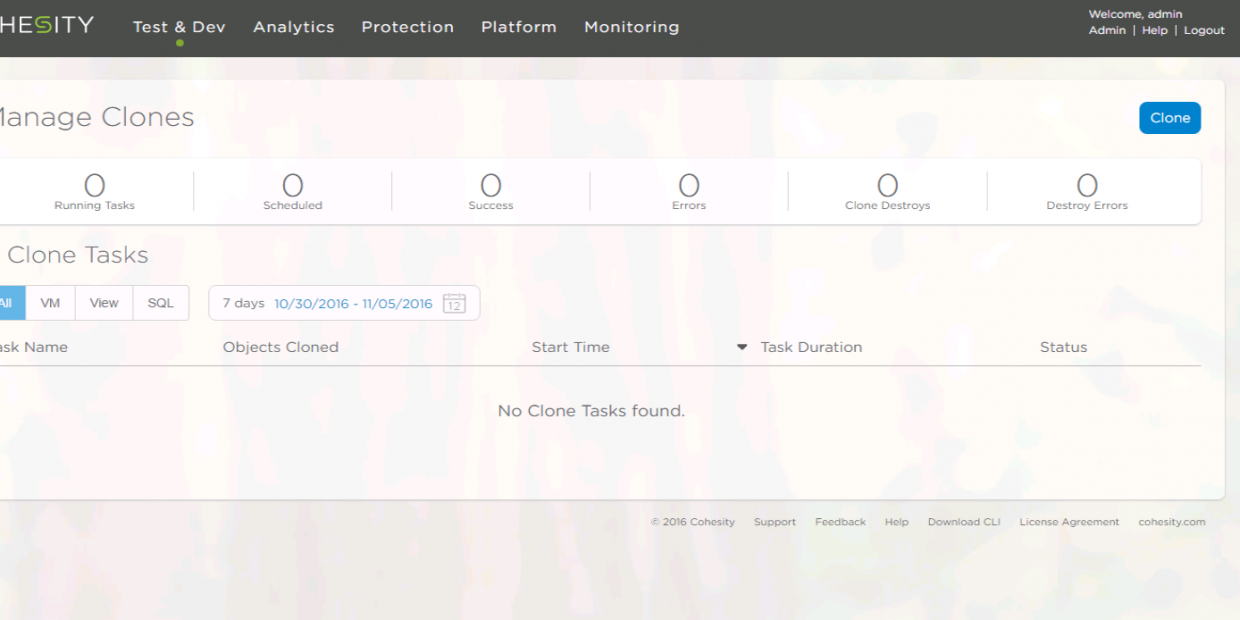 HESITY
Test & Dev Analytics Protection Platform Monitoring
Welcome, admin
Admin | Help | Logout
Manage Clones
Clone
0 0 0 0 0 0
Running Tasks Scheduled Success Errors Clone Destroys Destroy Errors
Clone Tasks
All VM View SQL 7 days 10/30/2016 - 11/05/2016 12
ask Name Objects Cloned Start Time Task Duration Status
No Clone Tasks found.
© 2016 Cohesity Support Feedback Help Download CLI License Agreement cohesity.com